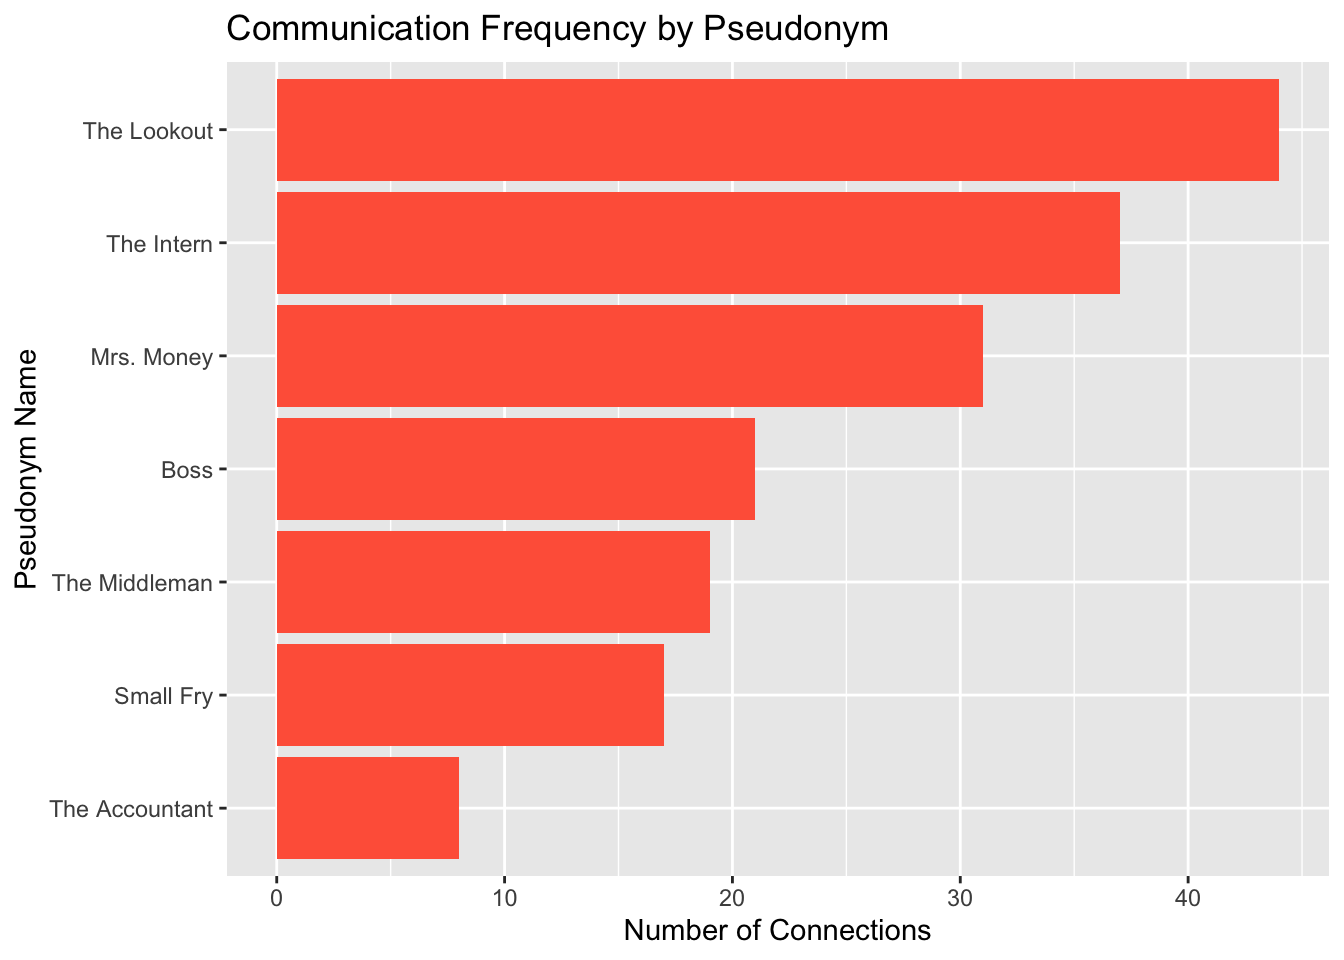 Communication Frequency by Pseudonym
Pseudonym Name
The Lookout
The Intern
Mrs. Money
Boss
The Middleman
Small Fry
The Accountant
0 10 20 30 40
Number of Connections